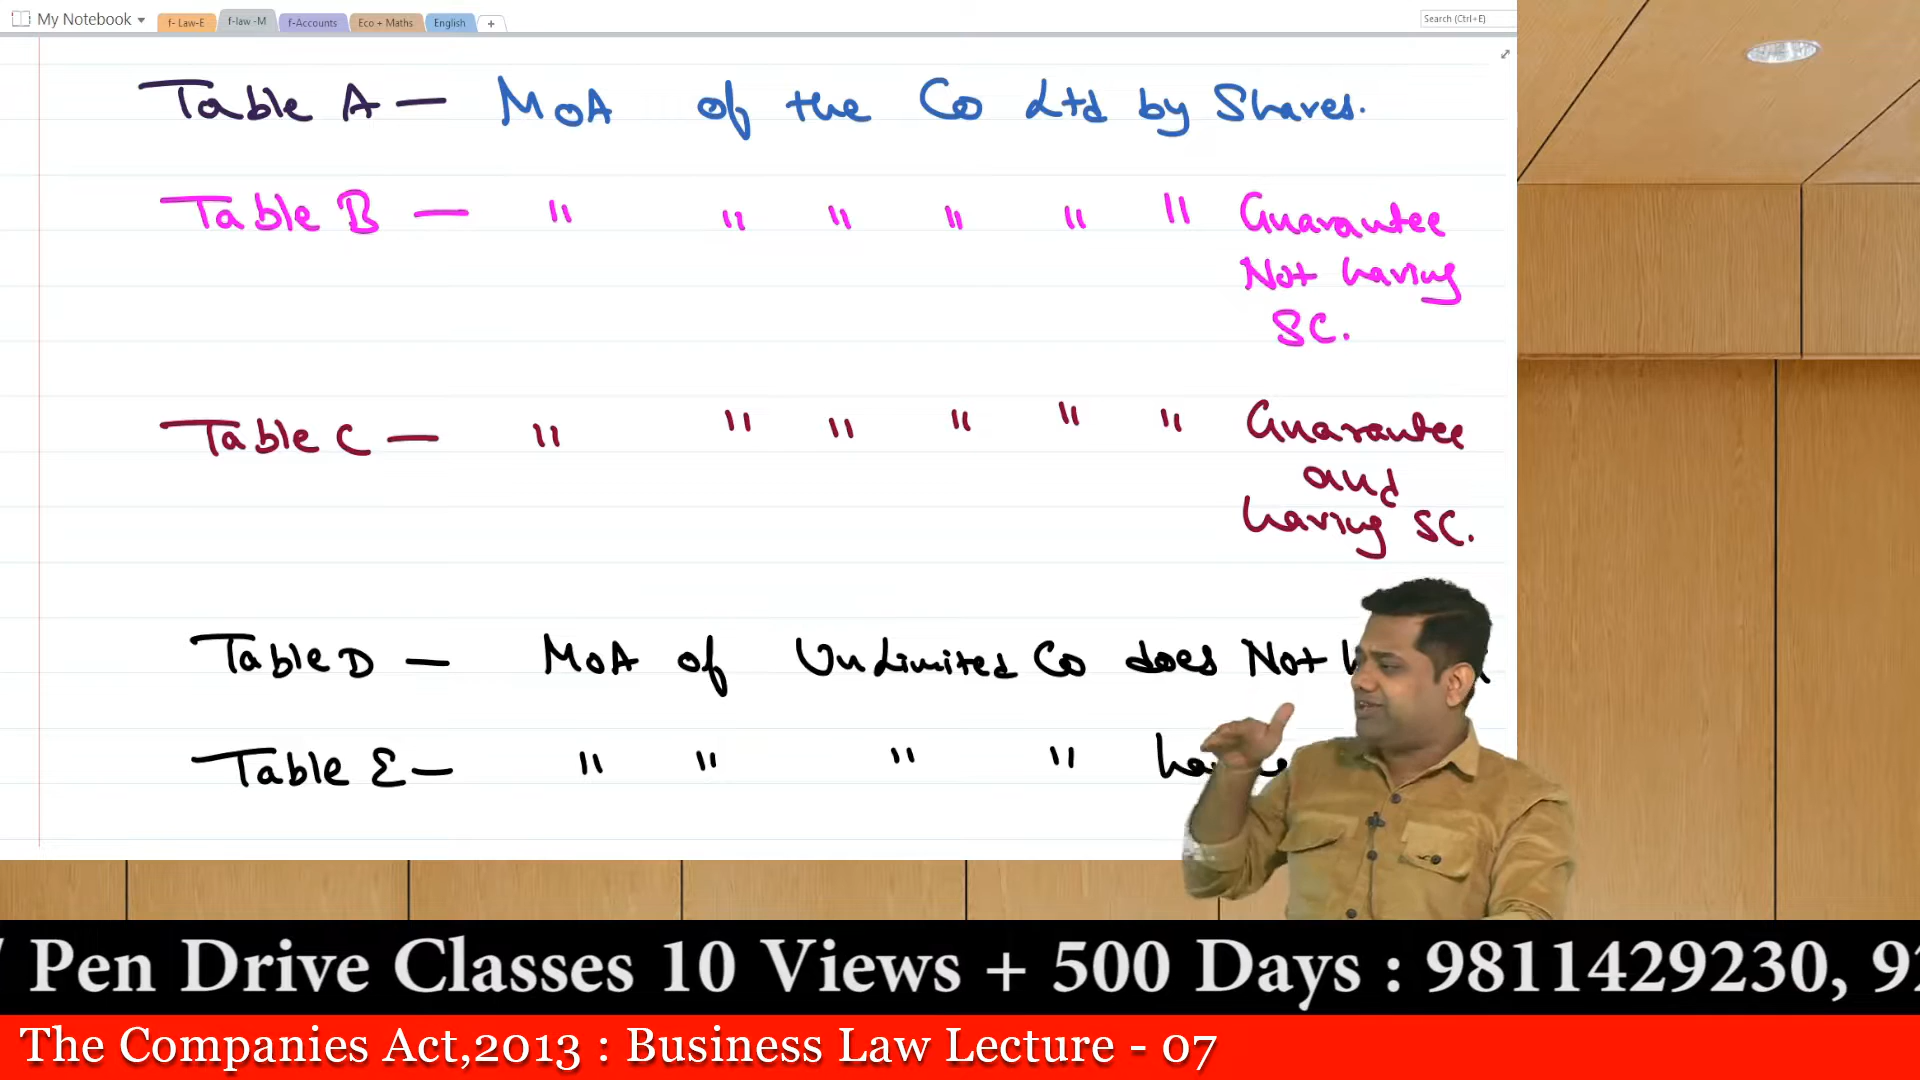 My Notebook
f- Law-E
f-law -M
f-Accounts
Eco + Maths
English
+
Search (Ctrl+E)
Table A — MOA of the Co Ltd by Shares.
Table B — " " " " " " Guarantee
Not having
SC.
Table C — " " " " " " Guarantee
and
having SC.
Table D — MOA of Unlimited Co does Not
Table E — " " " "
Pen Drive Classes 10 Views + 500 Days : 9811429230, 92
The Companies Act,2013 : Business Law Lecture - 07